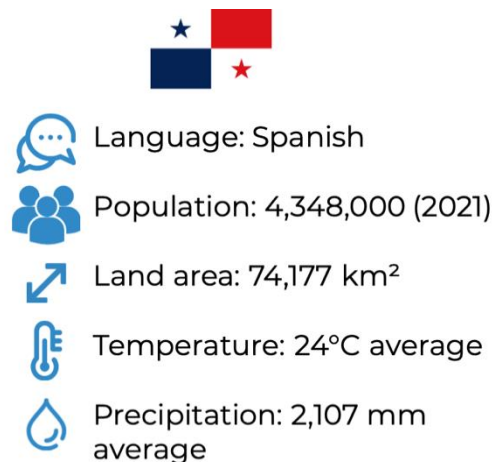 Language: Spanish
Population: 4,348,000 (2021)
Land area: 74,177 km²
Temperature: 24°C average
Precipitation: 2,107 mm
average